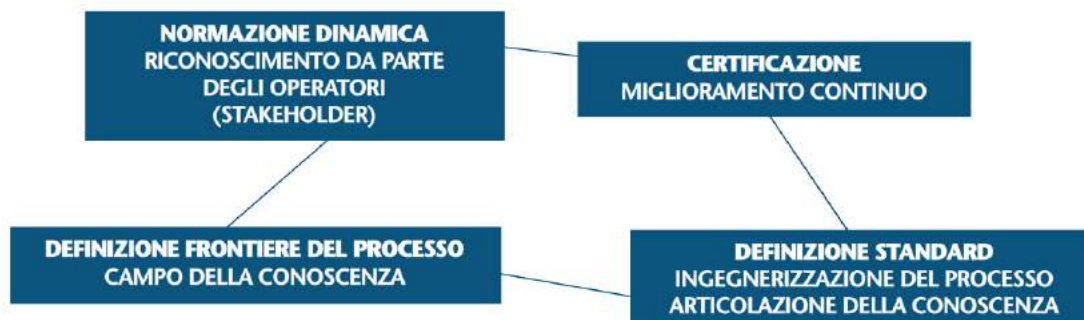 NORMAZIONE DINAMICA
RICONOSCIMENTO DA PARTE
DEGLI OPERATORI
(STAKEHOLDER)
CERTIFICAZIONE
MIGLIORAMENTO CONTINUO
DEFINIZIONE FRONTIERE DEL PROCESSO
CAMPO DELLA CONOSCENZA
DEFINIZIONE STANDARD
INGEGNERIZZAZIONE DEL PROCESSO
ARTICOLAZIONE DELLA CONOSCENZA